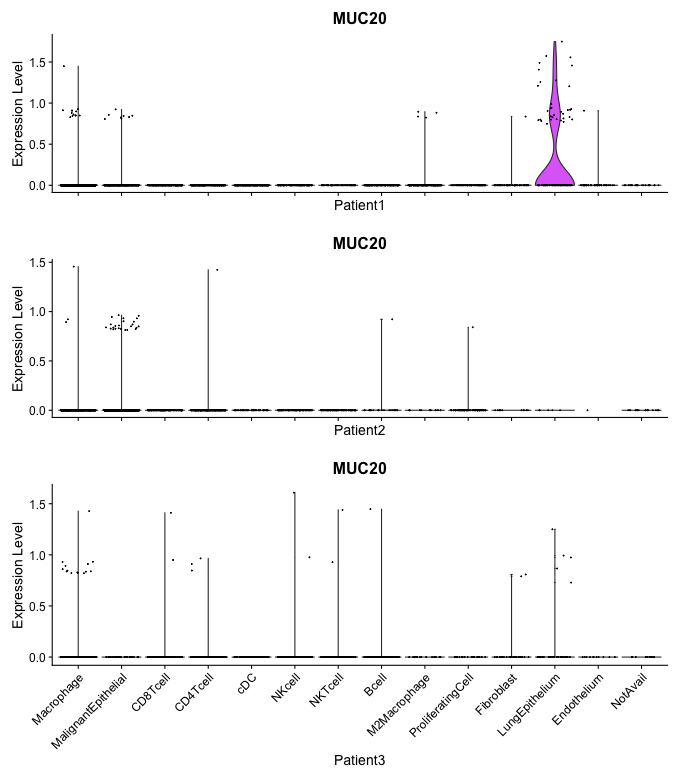 MUC20
Expression Level
1.5
1.0
0.5
0.0
Patient1
MUC20
Expression Level
1.5
1.0
0.5
0.0
Patient2
MUC20
Expression Level
1.5
1.0
0.5
0.0
Macrophage
MalignantEpithelial
CD8Tcell
CD4Tcell
cDC
NKcell
NKTcell
Bcell
M2Macrophage
ProliferatingCell
Fibroblast
LungEpithelium
Endothelium
NotAvail
Patient3